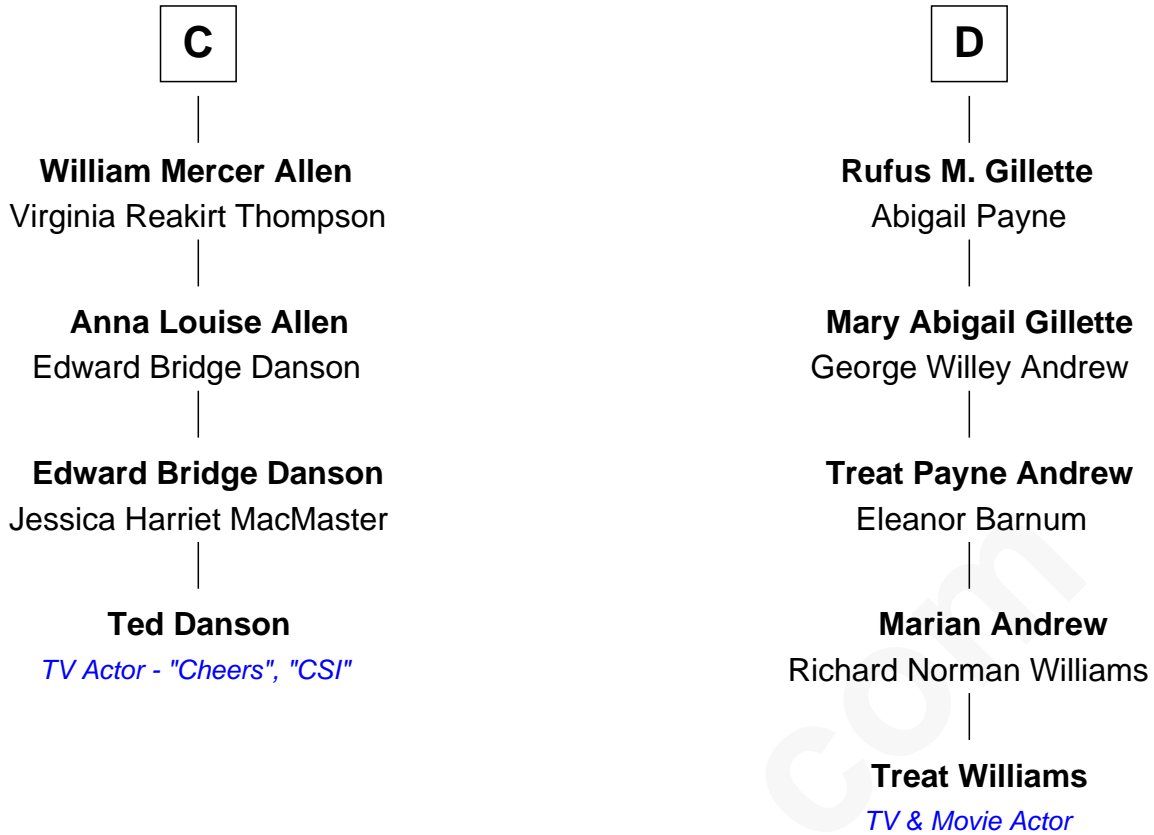 C
William Mercer Allen
Virginia Reakirt Thompson
Anna Louise Allen
Edward Bridge Danson
Edward Bridge Danson
Jessica Harriet MacMaster
Ted Danson
TV Actor - "Cheers", "CSI"
D
Rufus M. Gillette
Abigail Payne
Mary Abigail Gillette
George Willey Andrew
Treat Payne Andrew
Eleanor Barnum
Marian Andrew
Richard Norman Williams
Treat Williams
TV & Movie Actor
com